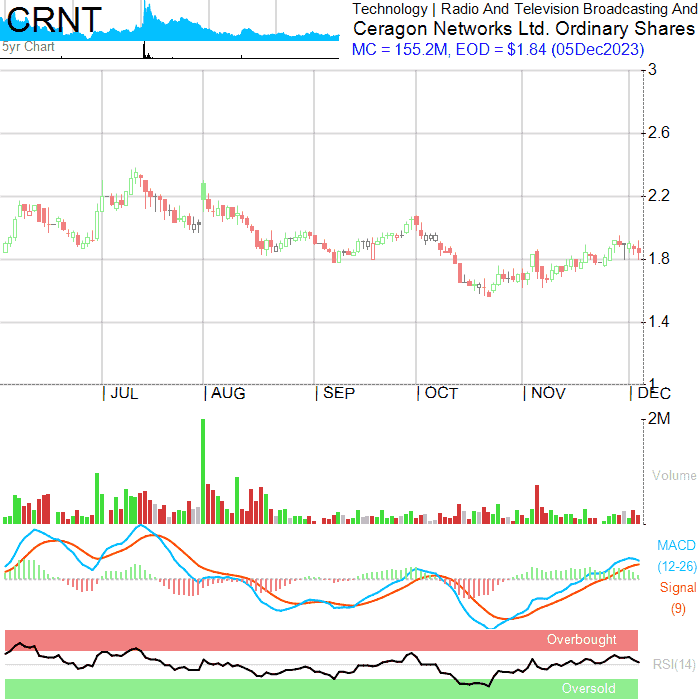 CRNT
5yr Chart
Technology | Radio And Television Broadcasting And
Ceragon Networks Ltd. Ordinary Shares
MC = 155.2M, EOD = $1.84 (05Dec2023)
3
2.6
2.2
1.8
1.4
1
| JUL | AUG | SEP | OCT | NOV | DEC
2M
Volume
MACD
(12-26)
Signal
(9)
Overbought
RSI(14)
Oversold